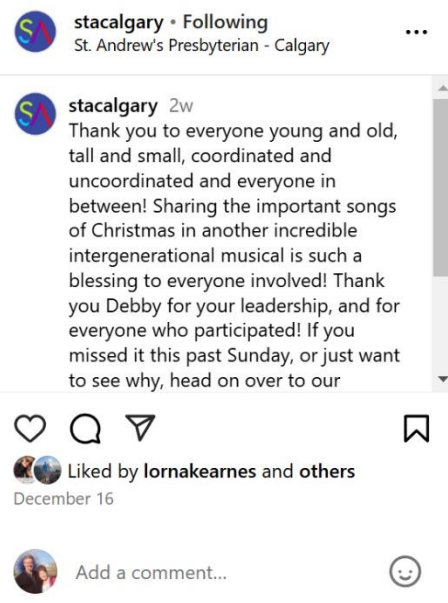 stacalgary • Following
St. Andrew's Presbyterian - Calgary
stacalgary 2w
Thank you to everyone young and old,
tall and small, coordinated and
uncoordinated and everyone in
between! Sharing the important songs
of Christmas in another incredible
intergenerational musical is such a
blessing to everyone involved! Thank
you Debby for your leadership, and for
everyone who participated! If you
missed it this past Sunday, or just want
to see why, head on over to our
Liked by lornakearnes and others
December 16
Add a comment...